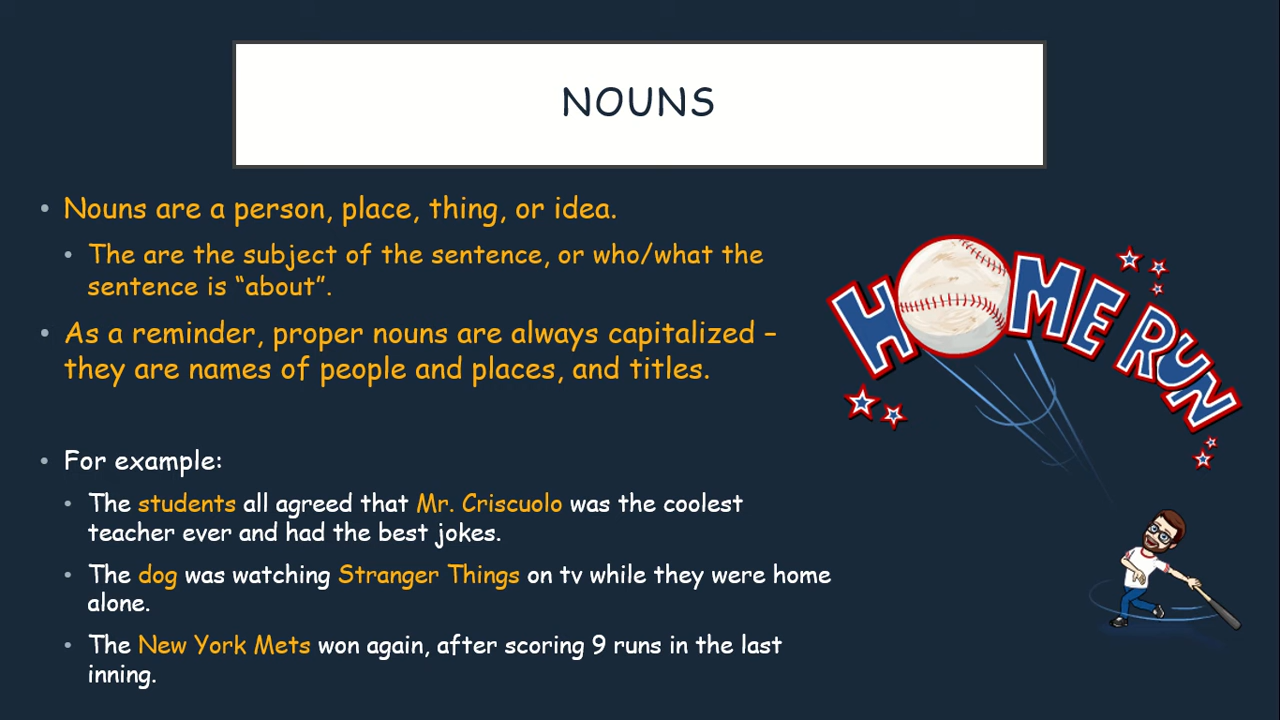 NOUNS
• Nouns are a person, place, thing, or idea.
• The are the subject of the sentence, or who/what the
sentence is “about”.
• As a reminder, proper nouns are always capitalized –
they are names of people and places, and titles.
• For example:
• The students all agreed that Mr. Criscuolo was the coolest
teacher ever and had the best jokes.
• The dog was watching Stranger Things on tv while they were home
alone.
• The New York Mets won again, after scoring 9 runs in the last
inning.
HOME RUN